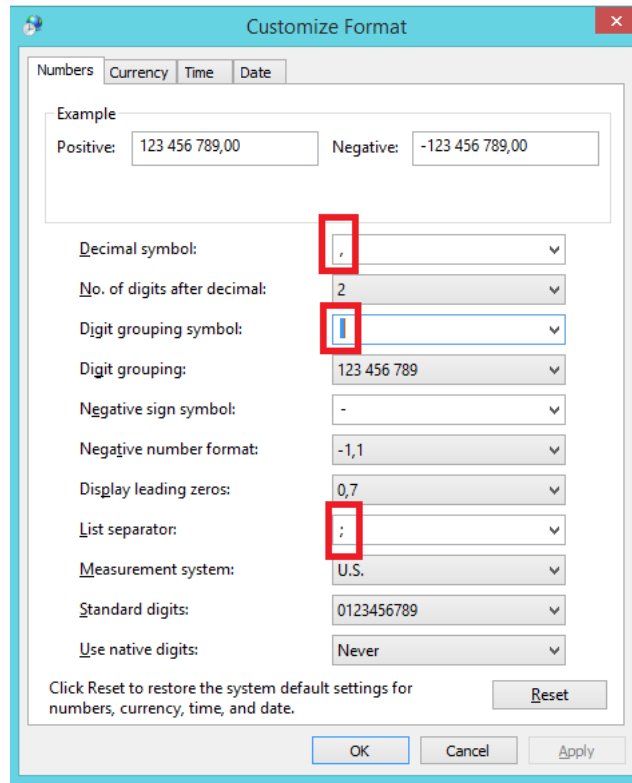 Customize Format
Numbers Currency Time Date
Example
Positive: 123 456 789,00 Negative: -123 456 789,00
Decimal symbol: ,
No. of digits after decimal: 2
Digit grouping symbol:
Digit grouping: 123 456 789
Negative sign symbol: -
Negative number format: -1,1
Display leading zeros: 0,7
List separator: ;
Measurement system: U.S.
Standard digits: 0123456789
Use native digits: Never
Click Reset to restore the system default settings for
numbers, currency, time, and date.
Reset
OK Cancel Apply